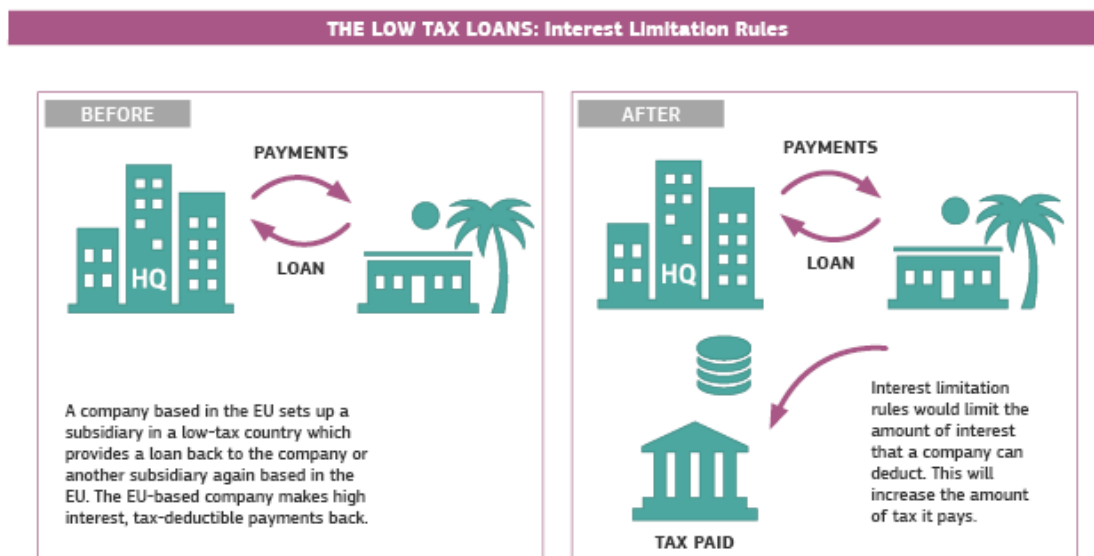 THE LOW TAX LOANS: Interest Limitation Rules
BEFORE
PAYMENTS
HQ
LOAN
A company based in the EU sets up a
subsidiary in a low-tax country which
provides a loan back to the company or
another subsidiary again based in the
EU. The EU-based company makes high
interest, tax-deductible payments back.
AFTER
PAYMENTS
HQ
LOAN
Interest limitation
rules would limit the
amount of interest
that a company can
deduct. This will
increase the amount
of tax it pays.
TAX PAID